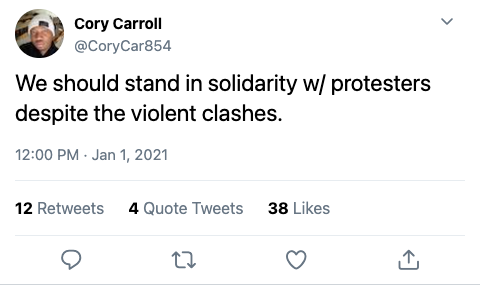 Cory Carroll
@CoryCar854
We should stand in solidarity w/ protesters
despite the violent clashes.
12:00 PM · Jan 1, 2021
12 Retweets 4 Quote Tweets 38 Likes